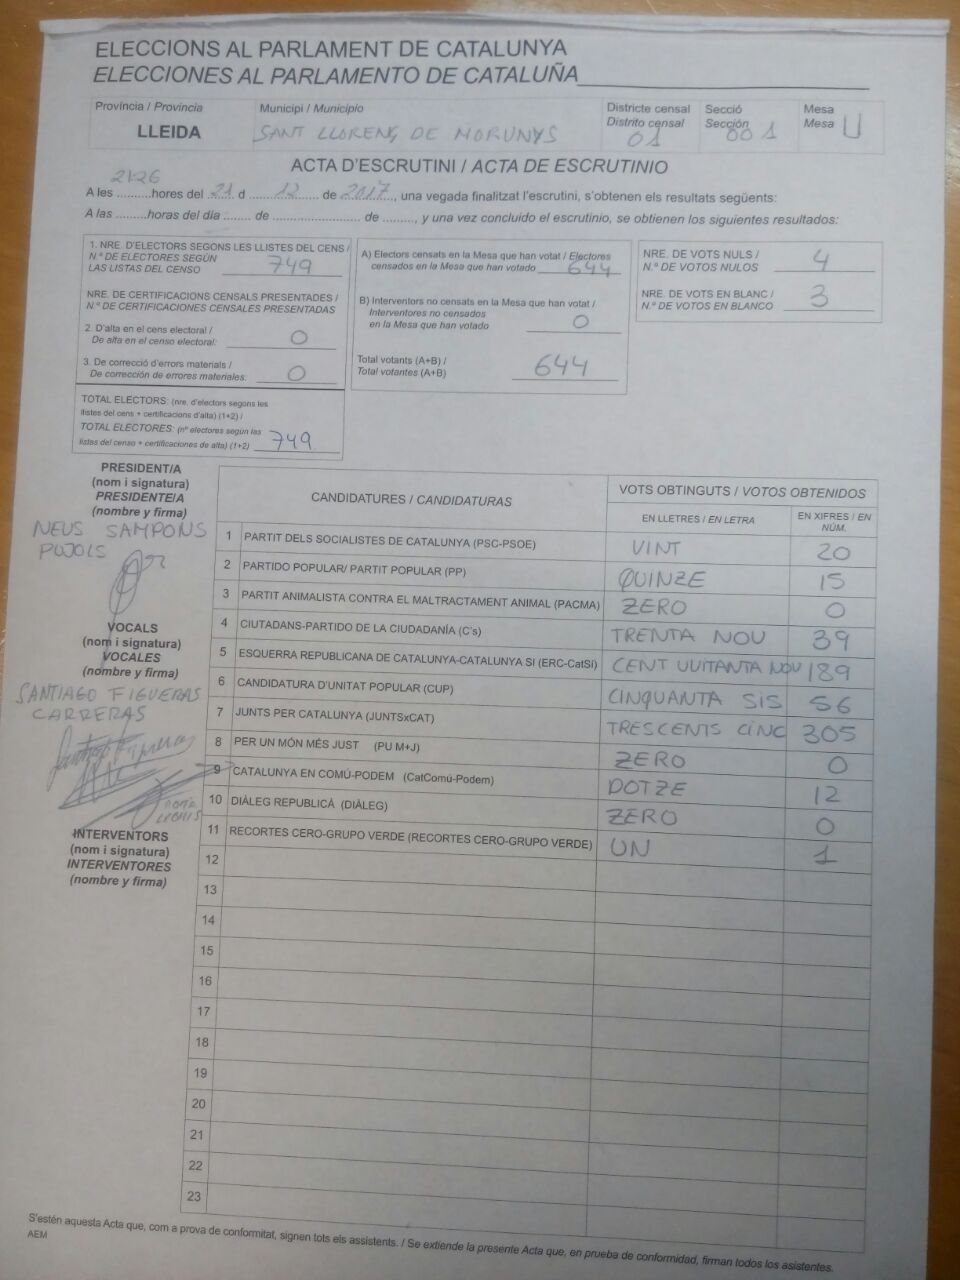 ELECCIONS AL PARLAMENT DE CATALUNYA
ELECCIONES AL PARLAMENTO DE CATALUÑA
Província / Provincia
LLEIDA
Municipi / Municipio
SANT LLORENÇ DE MORUNYS
Districte censal
Distrito censal
01
Secció
Sección
001
Mesa
Mesa
U
ACTA D'ESCRUTINI / ACTA DE ESCRUTINIO
21:26
A les ..........hores del 21 d 12 de 2017, una vegada finalitzat l'escrutini, s'obtenen els resultats següents:
A las .........horas del día ....... de ...................... de ........, y una vez concluido el escrutinio, se obtienen los siguientes resultados:
1. NRE. D'ELECTORS SEGONS LES LLISTES DEL CENS /
N.º DE ELECTORES SEGÚN
LAS LISTAS DEL CENSO 749
NRE. DE CERTIFICACIONS CENSALS PRESENTADES /
N.º DE CERTIFICACIONES CENSALES PRESENTADAS
2. D'alta en el cens electoral /
De alta en el censo electoral: 0
3. De correcció d'errors materials /
De corrección de errores materiales: 0
TOTAL ELECTORS: (nre. d'electors segons les
llistes del cens + certificacions d'alta) (1+2) /
TOTAL ELECTORES: (nº electores según las
listas del censo + certificaciones de alta) (1+2) 749
A) Electors censats en la Mesa que han votat / Electores
censados en la Mesa que han votado 644
B) Interventors no censats en la Mesa que han votat /
Interventores no censados
en la Mesa que han votado 0
Total votants (A+B) /
Total votantes (A+B) 644
NRE. DE VOTS NULS /
N.º DE VOTOS NULOS 4
NRE. DE VOTS EN BLANC /
N.º DE VOTOS EN BLANCO 3
PRESIDENT/A
(nom i signatura)
PRESIDENTE/A
(nombre y firma)
NEUS SAMPONS
PUJOLS
VOCALS
(nom i signatura)
VOCALES
(nombre y firma)
SANTIAGO FIGUERAS
CARRERAS
INTERVENTORS
(nom i signatura)
INTERVENTORES
(nombre y firma)
CANDIDATURES / CANDIDATURAS
VOTS OBTINGUTS / VOTOS OBTENIDOS
EN LLETRES / EN LETRA
EN XIFRES / EN NÚM.
1 PARTIT DELS SOCIALISTES DE CATALUNYA (PSC-PSOE) VINT 20
2 PARTIDO POPULAR/ PARTIT POPULAR (PP) QUINZE 15
3 PARTIT ANIMALISTA CONTRA EL MALTRACTAMENT ANIMAL (PACMA) ZERO 0
4 CIUTADANS-PARTIDO DE LA CIUDADANÍA (C's) TRENTA NOU 39
5 ESQUERRA REPUBLICANA DE CATALUNYA-CATALUNYA SI (ERC-CatSI) CENT VUITANTA NOU 189
6 CANDIDATURA D'UNITAT POPULAR (CUP) CINQUANTA SIS 56
7 JUNTS PER CATALUNYA (JUNTSxCAT) TRESCENTS CINC 305
8 PER UN MÓN MÉS JUST (PU M+J) ZERO 0
9 CATALUNYA EN COMÚ-PODEM (CatComú-Podem) DOTZE 12
10 DIÀLEG REPUBLICÀ (DIÀLEG) ZERO 0
11 RECORTES CERO-GRUPO VERDE (RECORTES CERO-GRUPO VERDE) UN 1
12
13
14
15
16
17
18
19
20
21
22
23
S'estén aquesta Acta que, com a prova de conformitat, signen tots els assistents. / Se extiende la presente Acta que, en prueba de conformidad, firman todos los asistentes.
AEM